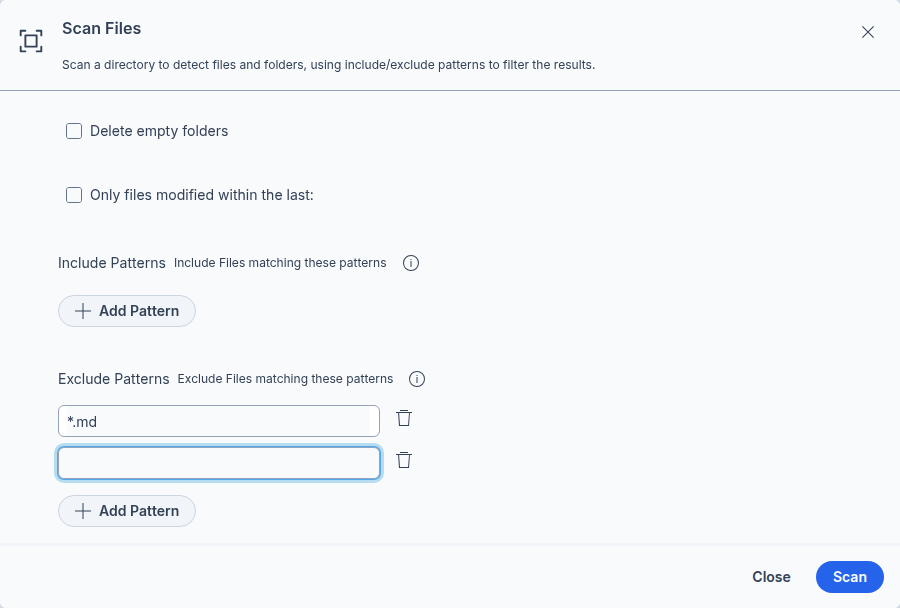 Scan Files
Scan a directory to detect files and folders, using include/exclude patterns to filter the results.
Delete empty folders
Only files modified within the last:
Include Patterns Include Files matching these patterns
Add Pattern
Exclude Patterns Exclude Files matching these patterns
*.md
Add Pattern
Close Scan